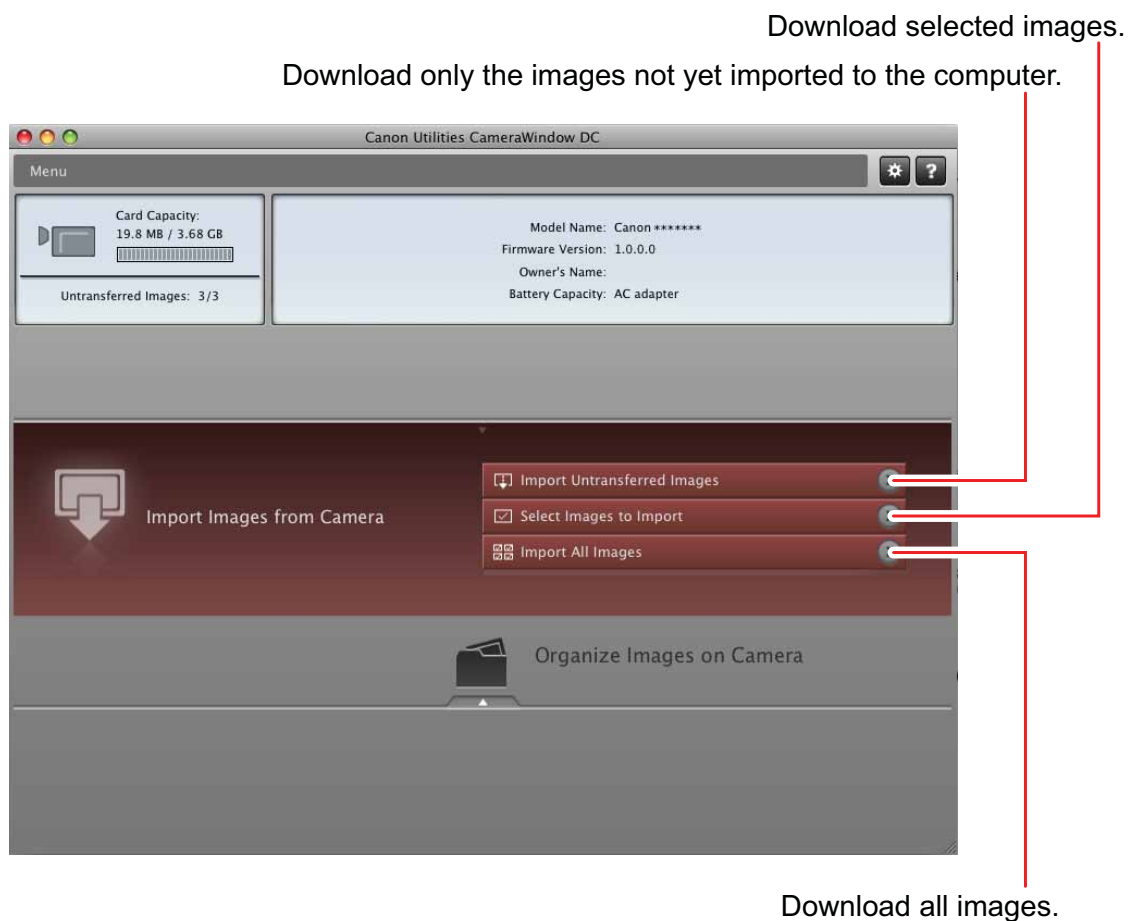 Download selected images.
Download only the images not yet imported to the computer.
Canon Utilities CameraWindow DC
Menu
?
Card Capacity:
19.8 MB / 3.68 GB
Untransferred Images: 3/3
Model Name: Canon *******
Firmware Version: 1.0.0.0
Owner's Name:
Battery Capacity: AC adapter
Import Images from Camera
Import Untransferred Images
Select Images to Import
Import All Images
Organize Images on Camera
Download all images.